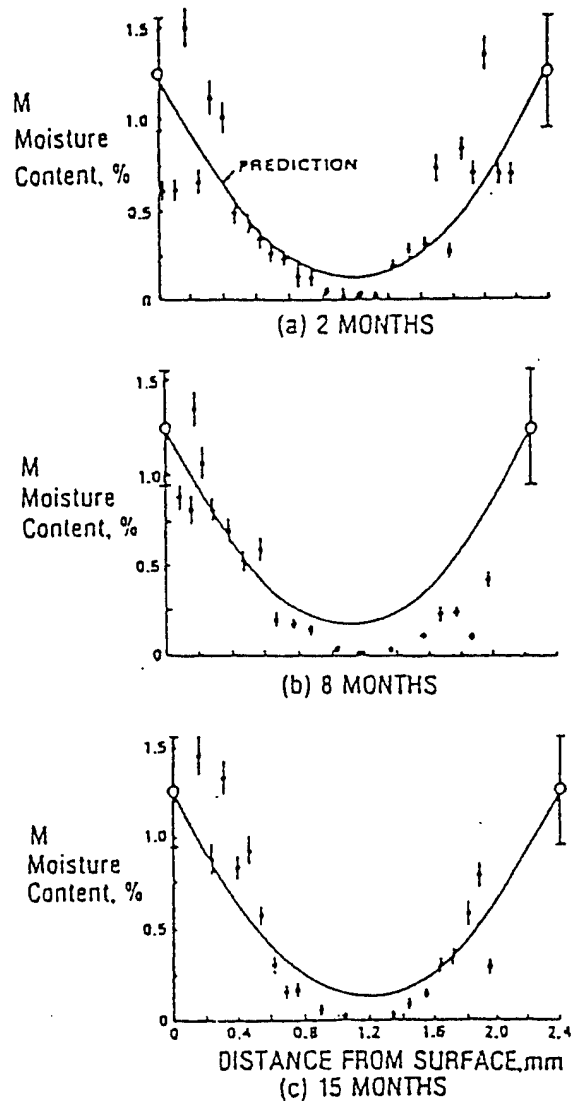 1.5
M
Moisture
Content, %
1.0
PREDICTION
0.5
0
(a) 2 MONTHS
1.5
M
Moisture
Content, %
1.0
0.5
0
(b) 8 MONTHS
1.5
M
Moisture
Content, %
1.0
0.5
0
0 0.4 0.8 1.2 1.6 2.0 2.4
DISTANCE FROM SURFACE, mm
(c) 15 MONTHS